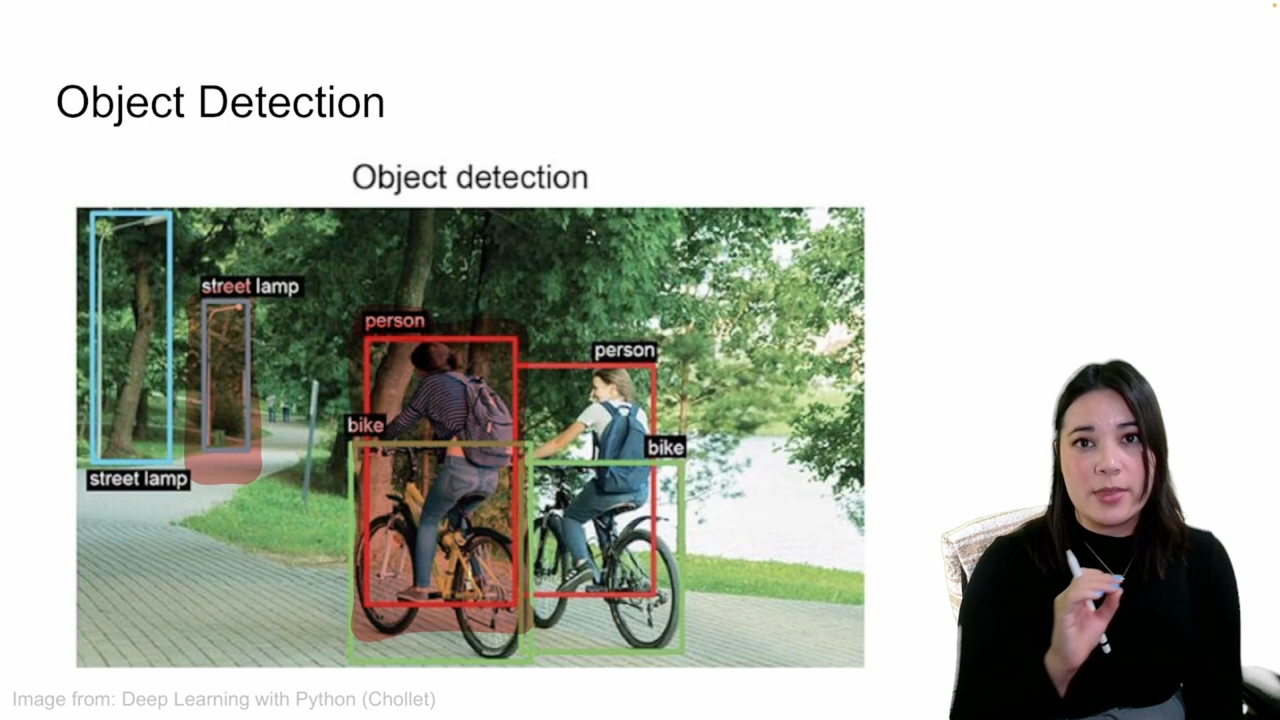 Object Detection
Object detection
street lamp
person
person
bike
bike
street lamp
Image from: Deep Learning with Python (Chollet)